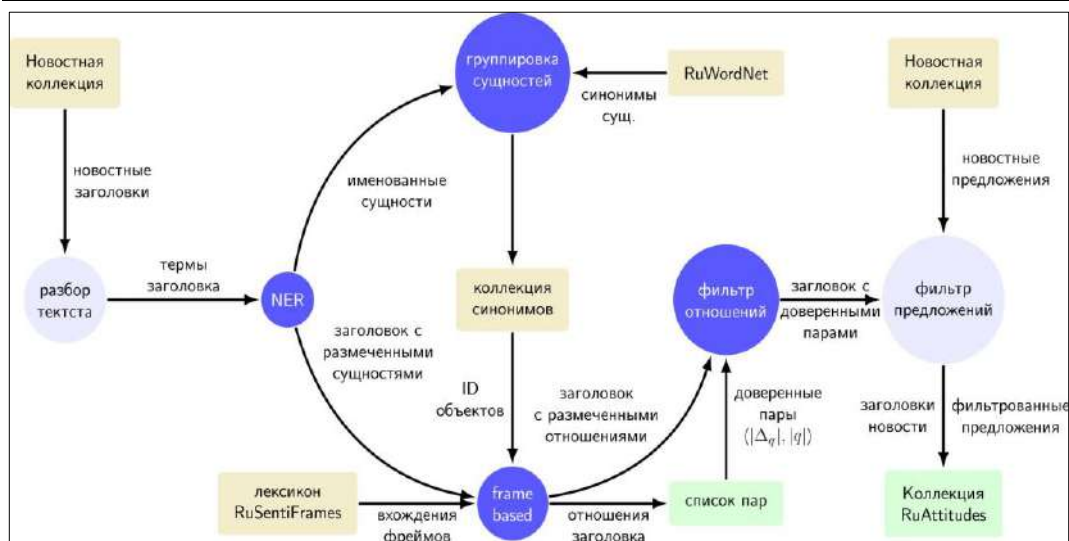 Новостная
коллекция
новостные
заголовки
разбор
тектста
термы
заголовка
NER
именованные
сущности
группировка
сущностей
синонимы
сущ.
RuWordNet
коллекция
синонимов
заголовок с
размеченными
сущностями
ID
объектов
лексикон
RuSentiFrames
вхождения
фреймов
frame
based
заголовок
с размеченными
отношениями
отношения
заголовка
список пар
доверенные
пары
(|Δq|, |q|)
фильтр
отношений
загловок с
доверенными
парами
Новостная
коллекция
новостные
предложения
фильтр
предложений
заголовки
новости
фильтрованные
предложения
Коллекция
RuAttitudes